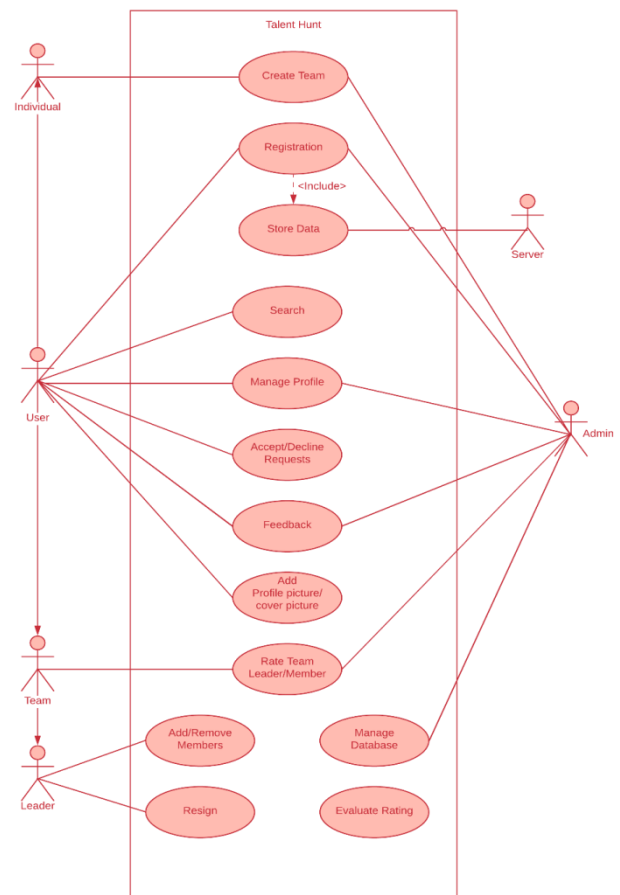 Talent Hunt
Create Team
Individual
Registration
<Include>
Store Data
Server
Search
Manage Profile
User
Admin
Accept/Decline
Requests
Feedback
Add
Profile picture/
cover picture
Rate Team
Leader/Member
Team
Add/Remove
Members
Manage
Database
Leader
Resign
Evaluate Rating